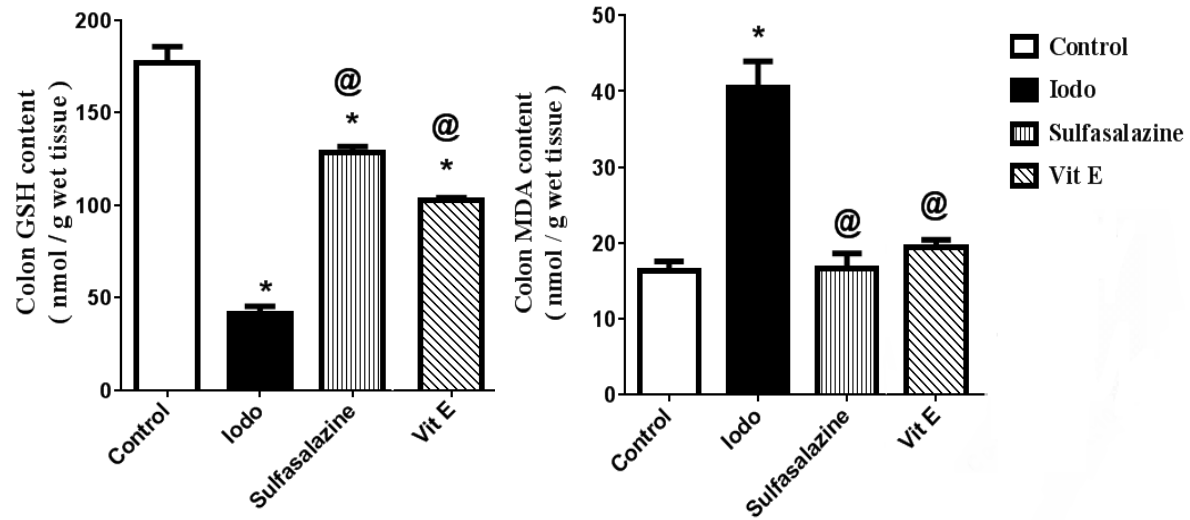 Colon GSH content
( nmol / g wet tissue )
200
150
100
50
0
@
*
@
*
*
Control
Iodo
Sulfasalazine
Vit E
Colon MDA content
( nmol / g wet tissue )
50
40
30
20
10
0
*
@
@
Control
Iodo
Sulfasalazine
Vit E
Control
Iodo
Sulfasalazine
Vit E